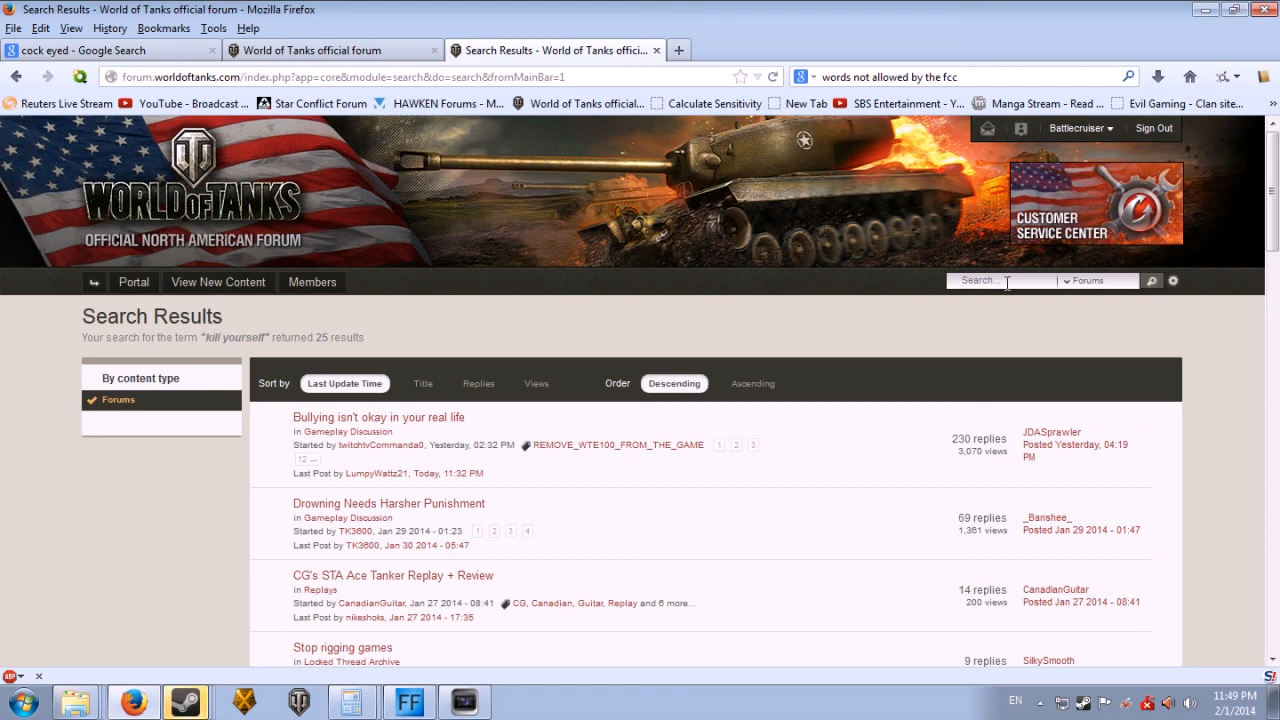 Search Results - World of Tanks official forum - Mozilla Firefox
File Edit View History Bookmarks Tools Help
cock eyed - Google Search × World of Tanks official forum × Search Results - World of Tanks offici... × +
forum.worldoftanks.com/index.php?app=core&module=search&do=search&fromMainBar=1 words not allowed by the fcc
Reuters Live Stream YouTube - Broadcast ... Star Conflict Forum HAWKEN Forums - M... World of Tanks official... Calculate Sensitivity New Tab SBS Entertainment - Y... Manga Stream - Read ... Evil Gaming - Clan site... »
Battlecruiser Sign Out
WORLD OF TANKS
OFFICIAL NORTH AMERICAN FORUM
CUSTOMER
SERVICE CENTER
Portal View New Content Members Search... Forums
Search Results
Your search for the term "kill yourself" returned 25 results
By content type
Forums
Sort by Last Update Time Title Replies Views Order Descending Ascending
Bullying isn't okay in your real life
in Gameplay Discussion
Started by twitchtvCommanda0, Yesterday, 02:32 PM REMOVE_WTE100_FROM_THE_GAME 1 2 3
12
Last Post by LumpyWattz21, Today, 11:32 PM
230 replies
3,070 views
JDASprawler
Posted Yesterday, 04:19
PM
Drowning Needs Harsher Punishment
in Gameplay Discussion
Started by TK3600, Jan 29 2014 - 01:23 1 2 3 4
Last Post by TK3600, Jan 30 2014 - 05:47
69 replies
1,361 views
_Banshee_
Posted Jan 29 2014 - 01:47
CG's STA Ace Tanker Replay + Review
in Replays
Started by CanadianGuitar, Jan 27 2014 - 08:41 CG, Canadian, Guitar, Replay and 6 more...
Last Post by nikeshoks, Jan 27 2014 - 17:35
14 replies
200 views
CanadianGuitar
Posted Jan 27 2014 - 08:41
Stop rigging games
in Locked Thread Archive
9 replies
SilkySmooth
ABP × S!
FF EN 11:49 PM
2/1/2014